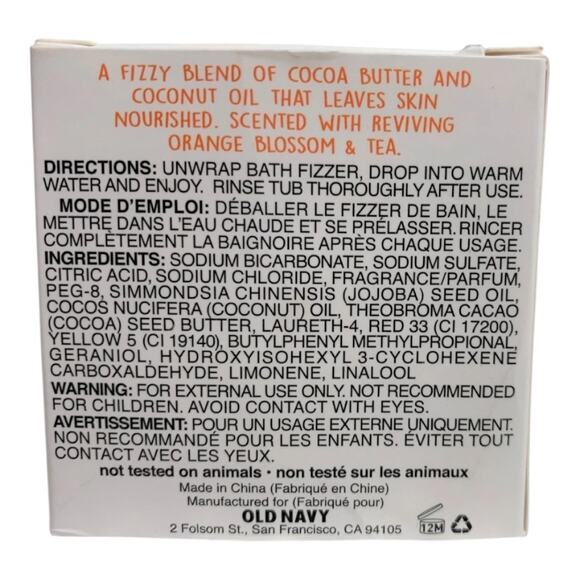 A FIZZY BLEND OF COCOA BUTTER AND
COCONUT OIL THAT LEAVES SKIN
NOURISHED. SCENTED WITH REVIVING
ORANGE BLOSSOM & TEA.
DIRECTIONS: UNWRAP BATH FIZZER, DROP INTO WARM
WATER AND ENJOY. RINSE TUB THOROUGHLY AFTER USE.
MODE D'EMPLOI: DÉBALLER LE FIZZER DE BAIN, LE
METTRE DANS L'EAU CHAUDE ET SE PRÉLASSER. RINCER
COMPLÈTEMENT LA BAIGNOIRE APRÈS CHAQUE USAGE.
INGREDIENTS: SODIUM BICARBONATE, SODIUM SULFATE,
CITRIC ACID, SODIUM CHLORIDE, FRAGRANCE/PARFUM,
PEG-8, SIMMONDSIA CHINENSIS (JOJOBA) SEED OIL,
COCOS NUCIFERA (COCONUT) OIL, THEOBROMA CACAO
(COCOA) SEED BUTTER, LAURETH-4, RED 33 (CI 17200),
YELLOW 5 (CI 19140), BUTYLPHENYL METHYLPROPIONAL,
GERANIOL, HYDROXYISOHEXYL 3-CYCLOHEXENE
CARBOXALDEHYDE, LIMONENE, LINALOOL
WARNING: FOR EXTERNAL USE ONLY. NOT RECOMMENDED
FOR CHILDREN. AVOID CONTACT WITH EYES.
AVERTISSEMENT: POUR UN USAGE EXTERNE UNIQUEMENT.
NON RECOMMANDÉ POUR LES ENFANTS. ÉVITER TOUT
CONTACT AVEC LES YEUX.
not tested on animals • non testé sur les animaux
Made in China (Fabriqué en Chine)
Manufactured for (Fabriqué pour)
OLD NAVY
2 Folsom St., San Francisco, CA 94105
12M